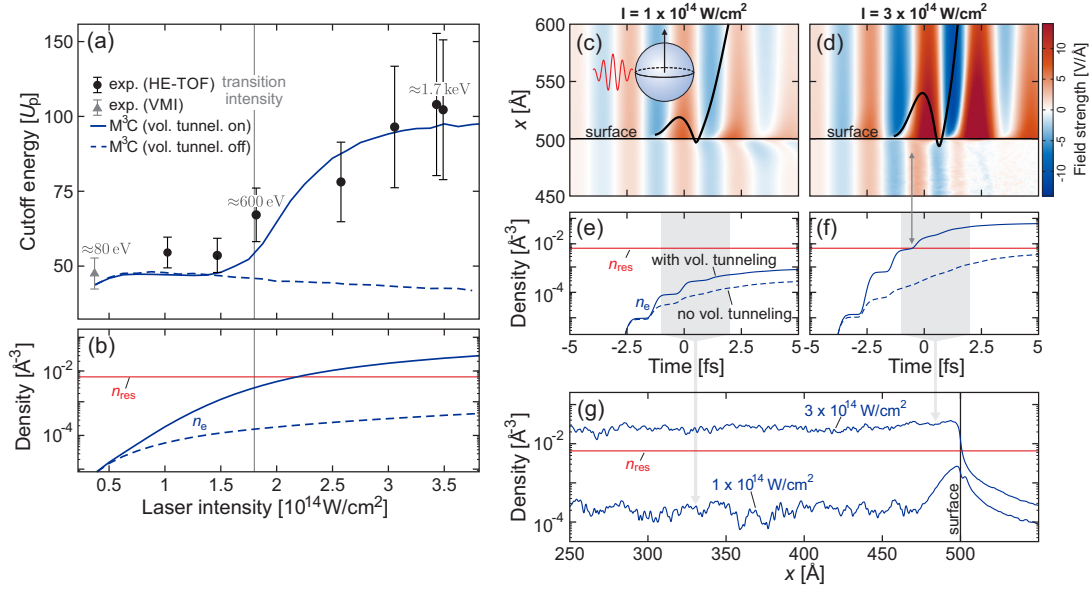 (a)
Cutoff energy [Up]
150
125
100
75
50
exp. (HE-TOF)
exp. (VMI)
M³C (vol. tunnel. on)
M³C (vol. tunnel. off)
transition
intensity
≈1.7 keV
≈600 eV
≈80 eV
(b)
Density [Å-3]
10-2
10-4
nres
ne
0.5 1 1.5 2 2.5 3 3.5
Laser intensity [10¹⁴W/cm²]
I = 1 x 10¹⁴ W/cm²
I = 3 x 10¹⁴ W/cm²
(c)
(d)
x [Å]
600
500
500
450
surface
surface
10
5
0
-5
-10
Field strength [V/Å]
(e)
(f)
Density [Å-3]
10-2
10-4
nres
ne
with vol. tunneling
no vol. tunneling
-5 -2.5 0 2.5 5
-5 -2.5 0 2.5 5
Time [fs]
Time [fs]
(g)
Density [Å-3]
10-2
10-4
3 x 10¹⁴ W/cm²
nres
1 x 10¹⁴ W/cm²
surface
250 300 350 400 450 500
x [Å]